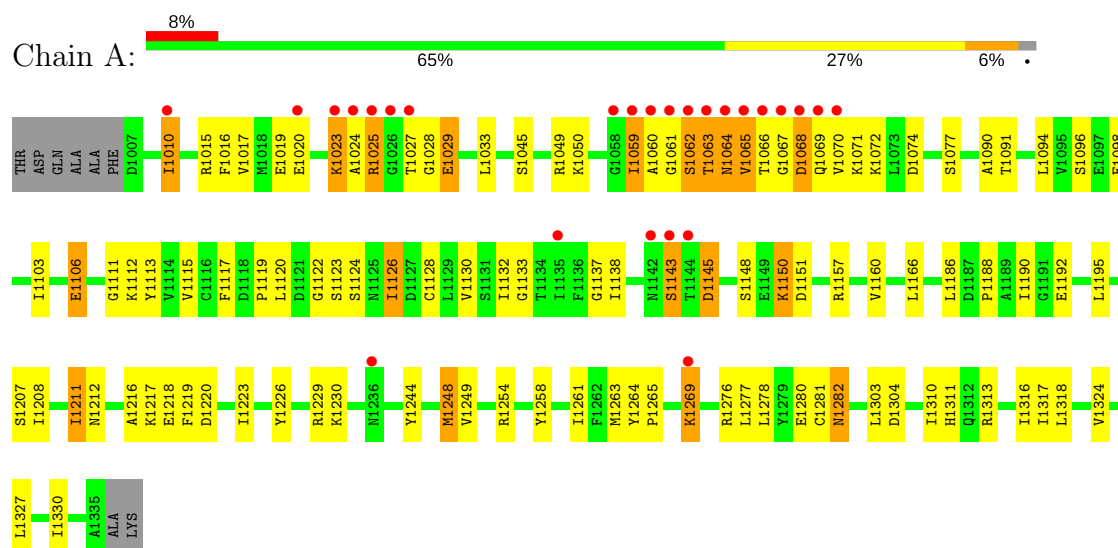 8%
Chain A:
65% 27% 6% •
THR ASP GLN ALA ALA PHE D1007 I1010 R1015 F1016 V1017 M1018 E1019 E1020 K1023 A1024 R1025 G1026 T1027 G1028 E1029 L1033 S1045 R1049 K1050 G1058 I1059 A1060 G1061 S1062 T1063 N1064 V1065 T1066 G1067 D1068 Q1069 V1070 K1071 K1072 L1073 D1074 S1077 A1090 T1091 L1094 V1095 S1096 E1097 E1098
I1103 E1106 G1111 K1112 Y1113 V1114 V1115 C1116 F1117 D1118 P1119 L1120 D1121 G1122 S1123 S1124 N1125 I1126 D1127 C1128 L1129 V1130 S1131 I1132 G1133 T1134 I1135 F1136 G1137 I1138 N1142 S1143 T1144 D1145 S1148 E1149 K1150 D1151 R1157 V1160 L1166 L1186 D1187 P1188 A1189 I1190 G1191 E1192 L1195
S1207 I1208 I1211 N1212 A1216 K1217 E1218 F1219 D1220 I1223 Y1226 R1229 K1230 N1236 Y1244 M1248 V1249 R1254 Y1258 I1261 F1262 M1263 Y1264 P1265 K1269 R1276 L1277 L1278 Y1279 E1280 C1281 N1282 L1303 D1304 I1310 H1311 Q1312 R1313 I1316 I1317 L1318 V1324
L1327 I1330 A1335 ALA LYS